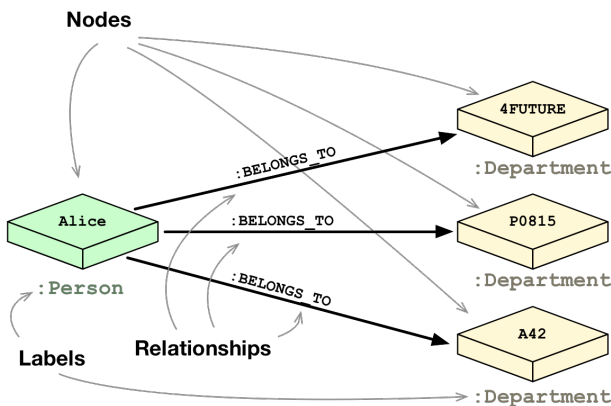 Nodes
4FUTURE
:BELONGS_TO
:Department
Alice
:BELONGS_TO
P0815
:Department
:BELONGS_TO
:Person
A42
Relationships
Labels
:Department